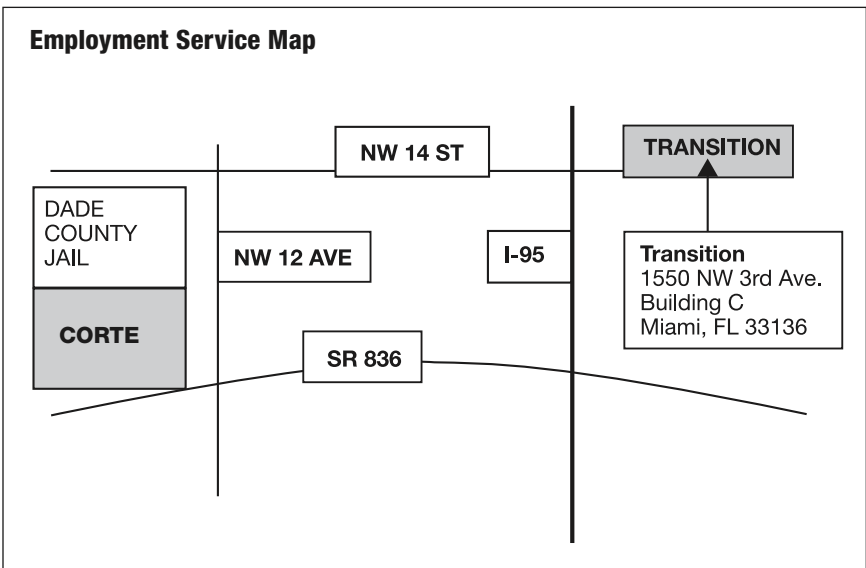 Employment Service Map
NW 14 ST
TRANSITION
DADE
COUNTY
JAIL
NW 12 AVE
I-95
Transition
1550 NW 3rd Ave.
Building C
Miami, FL 33136
CORTE
SR 836